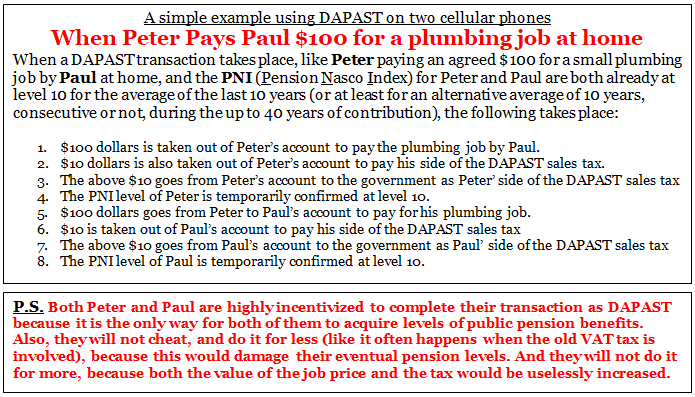 A simple example using DAPAST on two cellular phones
When Peter Pays Paul $100 for a plumbing job at home
When a DAPAST transaction takes place, like Peter paying an agreed $100 for a small plumbing
job by Paul at home, and the PNI (Pension Nasco Index) for Peter and Paul are both already at
level 10 for the average of the last 10 years (or at least for an alternative average of 10 years,
consecutive or not, during the up to 40 years of contribution), the following takes place:
1. $100 dollars is taken out of Peter's account to pay the plumbing job by Paul.
2. $10 dollars is also taken out of Peter's account to pay his side of the DAPAST sales tax.
3. The above $10 goes from Peter's account to the government as Peter' side of the DAPAST sales tax
4. The PNI level of Peter is temporarily confirmed at level 10.
5. $100 dollars goes from Peter to Paul's account to pay for his plumbing job.
6. $10 is taken out of Paul's account to pay his side of the DAPAST sales tax
7. The above $10 goes from Paul's account to the government as Paul' side of the DAPAST sales tax
8. The PNI level of Paul is temporarily confirmed at level 10.
P.S. Both Peter and Paul are highly incentivized to complete their transaction as DAPAST
because it is the only way for both of them to acquire levels of public pension benefits.
Also, they will not cheat, and do it for less (like it often happens when the old VAT tax is
involved), because this would damage their eventual pension levels. And they will not do it
for more, because both the value of the job price and the tax would be uselessly increased.